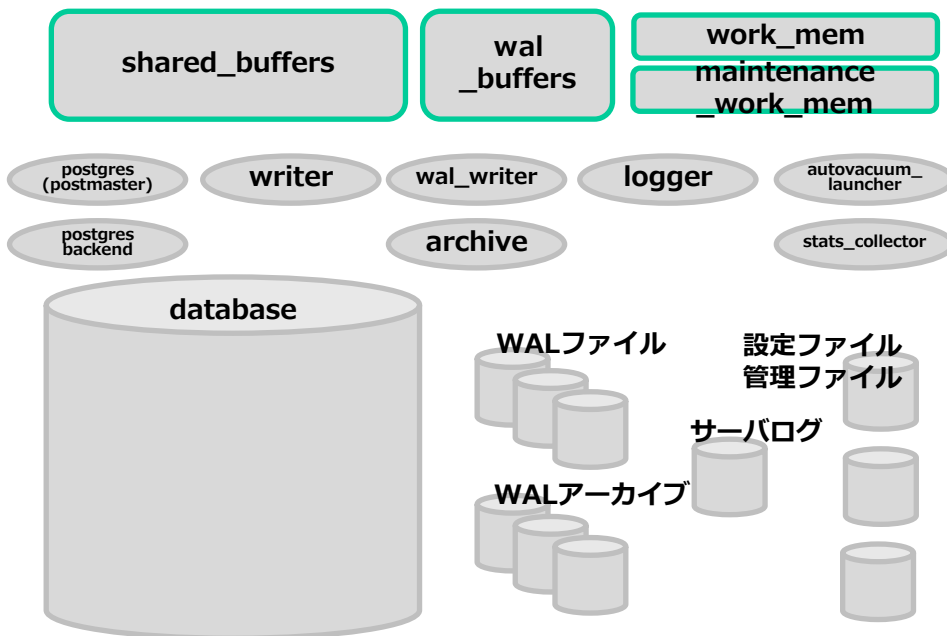 shared_buffers
wal
_buffers
work_mem
maintenance
_work_mem
postgres
(postmaster)
writer
wal_writer
logger
autovacuum_
launcher
postgres
backend
archive
stats_collector
database
WALファイル
設定ファイル
管理ファイル
サーバログ
WALアーカイブ